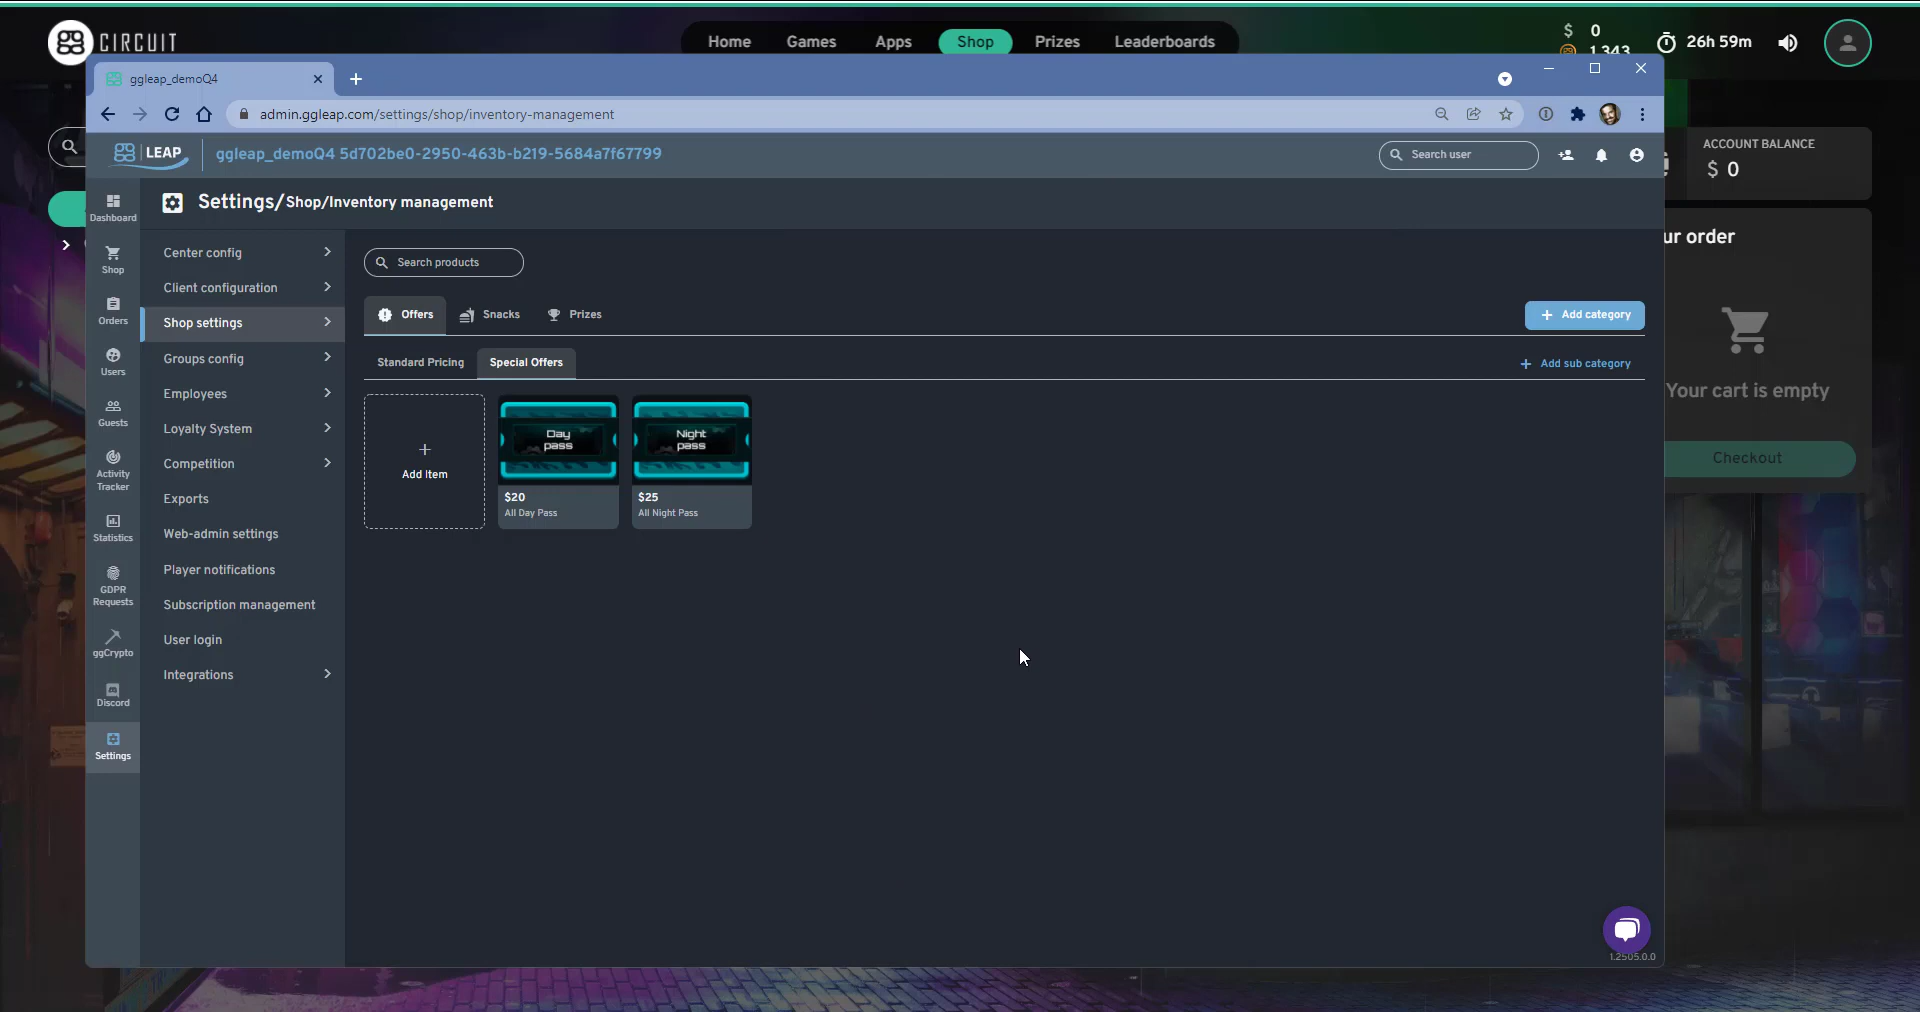 CIRCUIT
Home
Games
Apps
Shop
Prizes
Leaderboards
$ 0
1,343
26h 59m
ggleap_demoQ4
admin.ggleap.com/settings/shop/inventory-management
LEAP
ggleap_demoQ4 5d702be0-2950-463b-b219-5684a7f67799
Search user
ACCOUNT BALANCE
$ 0
Settings/Shop/Inventory management
Dashboard
Shop
Orders
Users
Guests
Activity
Tracker
Statistics
GDPR
Requests
ggCrypto
Discord
Settings
Center config
Client configuration
Shop settings
Groups config
Employees
Loyalty System
Competition
Exports
Web-admin settings
Player notifications
Subscription management
User login
Integrations
Search products
Offers
Snacks
Prizes
+ Add category
Standard Pricing
Special Offers
+ Add sub category
+
Add Item
Day
pass
$20
All Day Pass
Night
pass
$25
All Night Pass
ur order
Your cart is empty
Checkout
1.2505.0.0